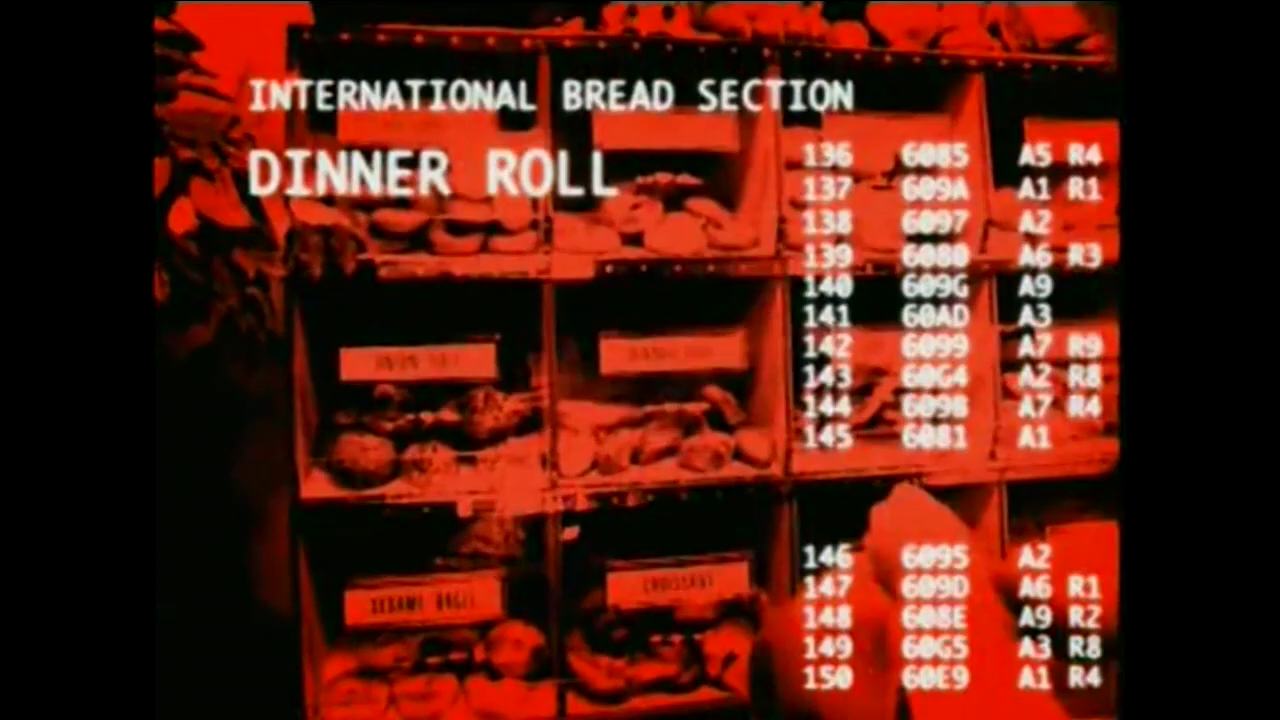 INTERNATIONAL BREAD SECTION
DINNER ROLL
136 6085 A5 R4
137 609A A1 R1
138 6097 A2
139 6080 A6 R3
140 609G A9
141 60AD A3
142 6099 A7 R9
143 60G4 A2 R8
144 609B A7 R4
145 6081 A1
146 6095 A2
147 609D A6 R1
148 608E A9 R2
149 60G5 A3 R8
150 60E9 A1 R4
SESAME BAGEL
CROISSANT